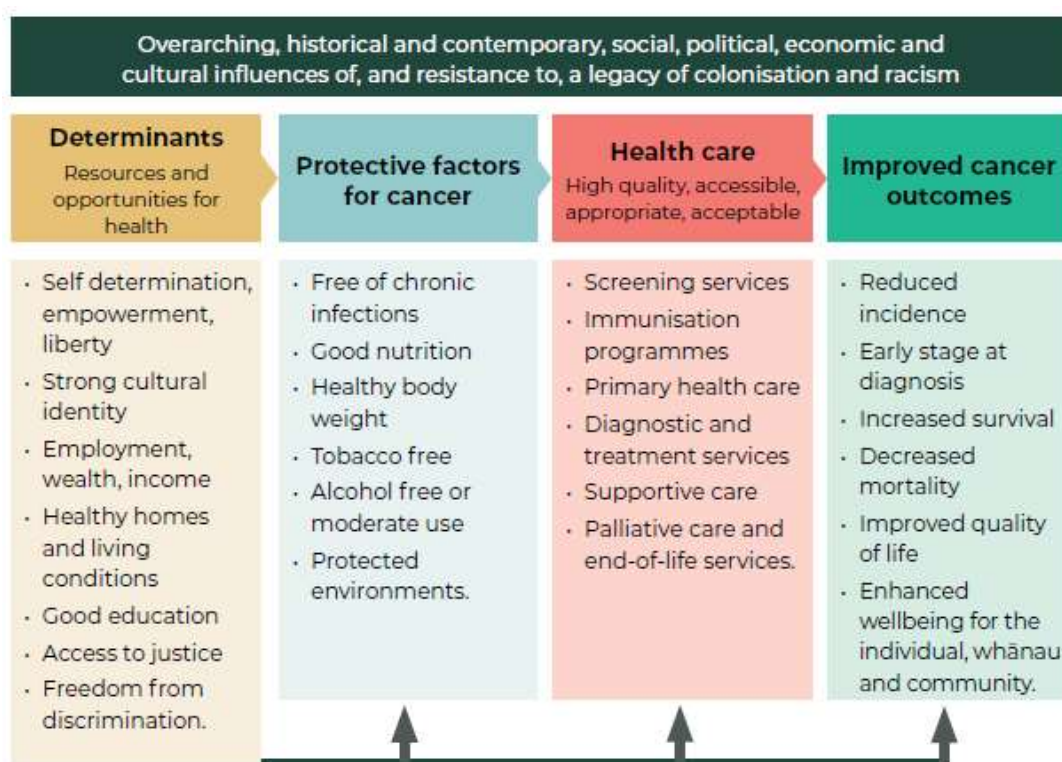 Overarching, historical and contemporary, social, political, economic and
cultural influences of, and resistance to, a legacy of colonisation and racism
Determinants
Resources and
opportunities for
health
Protective factors
for cancer
Health care
High quality, accessible,
appropriate, acceptable
Improved cancer
outcomes
· Self determination,
empowerment,
liberty
· Strong cultural
identity
· Employment,
wealth, income
· Healthy homes
and living
conditions
· Good education
· Access to justice
· Freedom from
discrimination.
· Free of chronic
infections
· Good nutrition
· Healthy body
weight
· Tobacco free
· Alcohol free or
moderate use
· Protected
environments.
· Screening services
· Immunisation
programmes
· Primary health care
· Diagnostic and
treatment services
· Supportive care
· Palliative care and
end-of-life services.
· Reduced
incidence
· Early stage at
diagnosis
· Increased survival
· Decreased
mortality
· Improved quality
of life
· Enhanced
wellbeing for the
individual, whānau
and community.